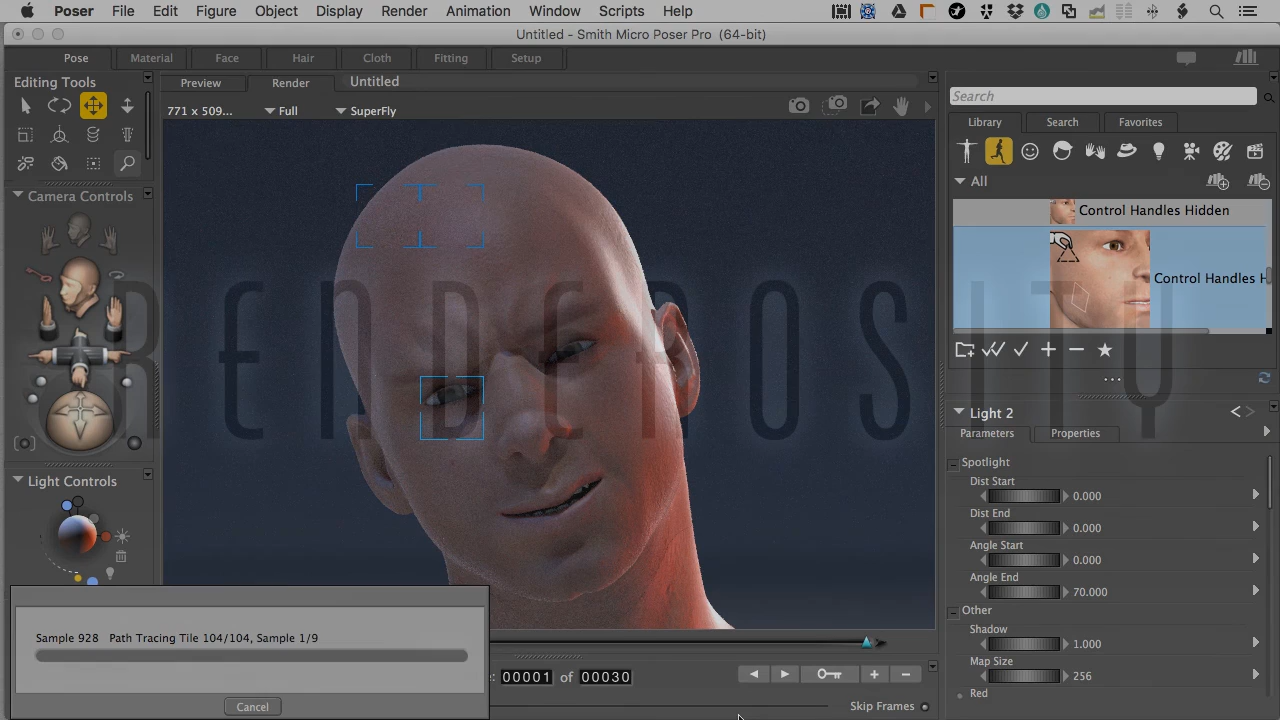 Poser File Edit Figure Object Display Render Animation Window Scripts Help
Untitled - Smith Micro Poser Pro (64-bit)
Pose Material Face Hair Cloth Fitting Setup
Editing Tools
Preview Render Untitled
771 x 509... Full SuperFly
Camera Controls
Light Controls
Search
Library Search Favorites
All
Control Handles Hidden
Control Handles H
...
RENDEROSITY
Light 2
Parameters Properties
Spotlight
Dist Start
0.000
Dist End
0.000
Angle Start
0.000
Angle End
70.000
Other
Shadow
1.000
Map Size
256
Red
Sample 928 Path Tracing Tile 104/104, Sample 1/9
Cancel
: 00001 of 00030
Skip Frames